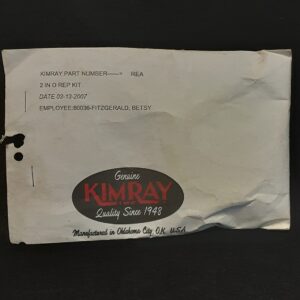 KIMRAY PART NUMBER------> REA
2 IN O REP KIT
DATE-03-13-2007
EMPLOYEE:80036-FITZGERALD, BETSY
Genuine
KIMRAY
Quality Since 1948
Manufactured in Oklahoma City, OK. USA